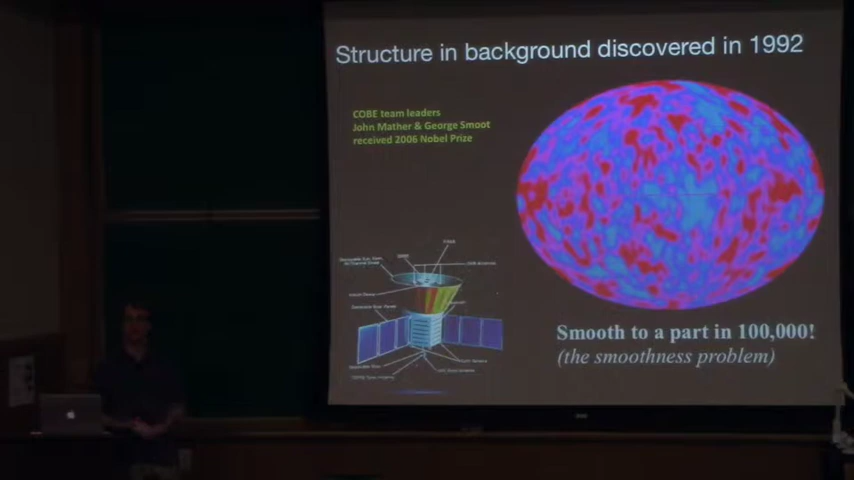 Structure in background discovered in 1992
COBE team leaders
John Mather & George Smoot
received 2006 Nobel Prize
Smooth to a part in 100,000!
(the smoothness problem)